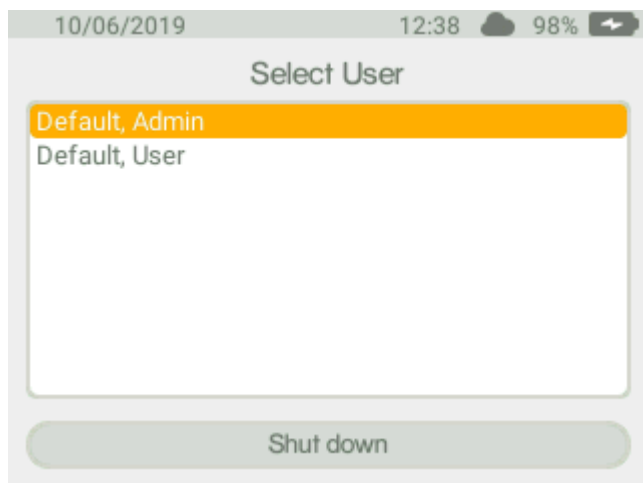 10/06/2019 12:38 98%
Select User
Default, Admin
Default, User
Shut down